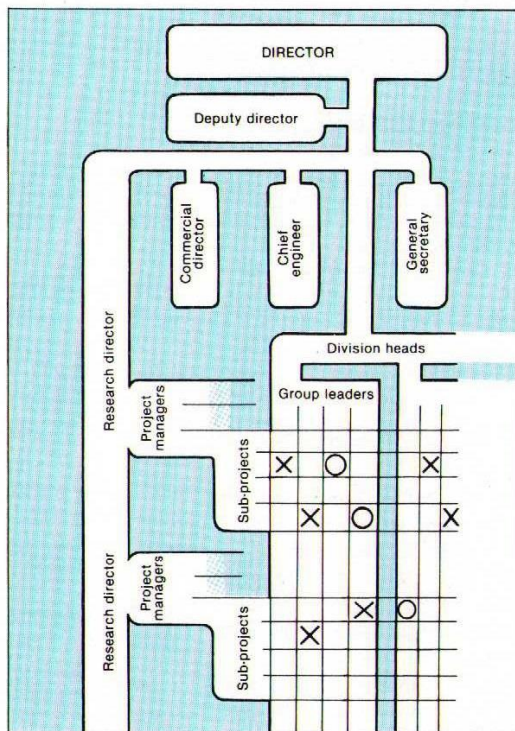 DIRECTOR
Deputy director
Commercial
director
Chief
engineer
General
secretary
Division heads
Research director
Project
managers
Group leaders
Sub-projects
Research director
Project
managers
Sub-projects